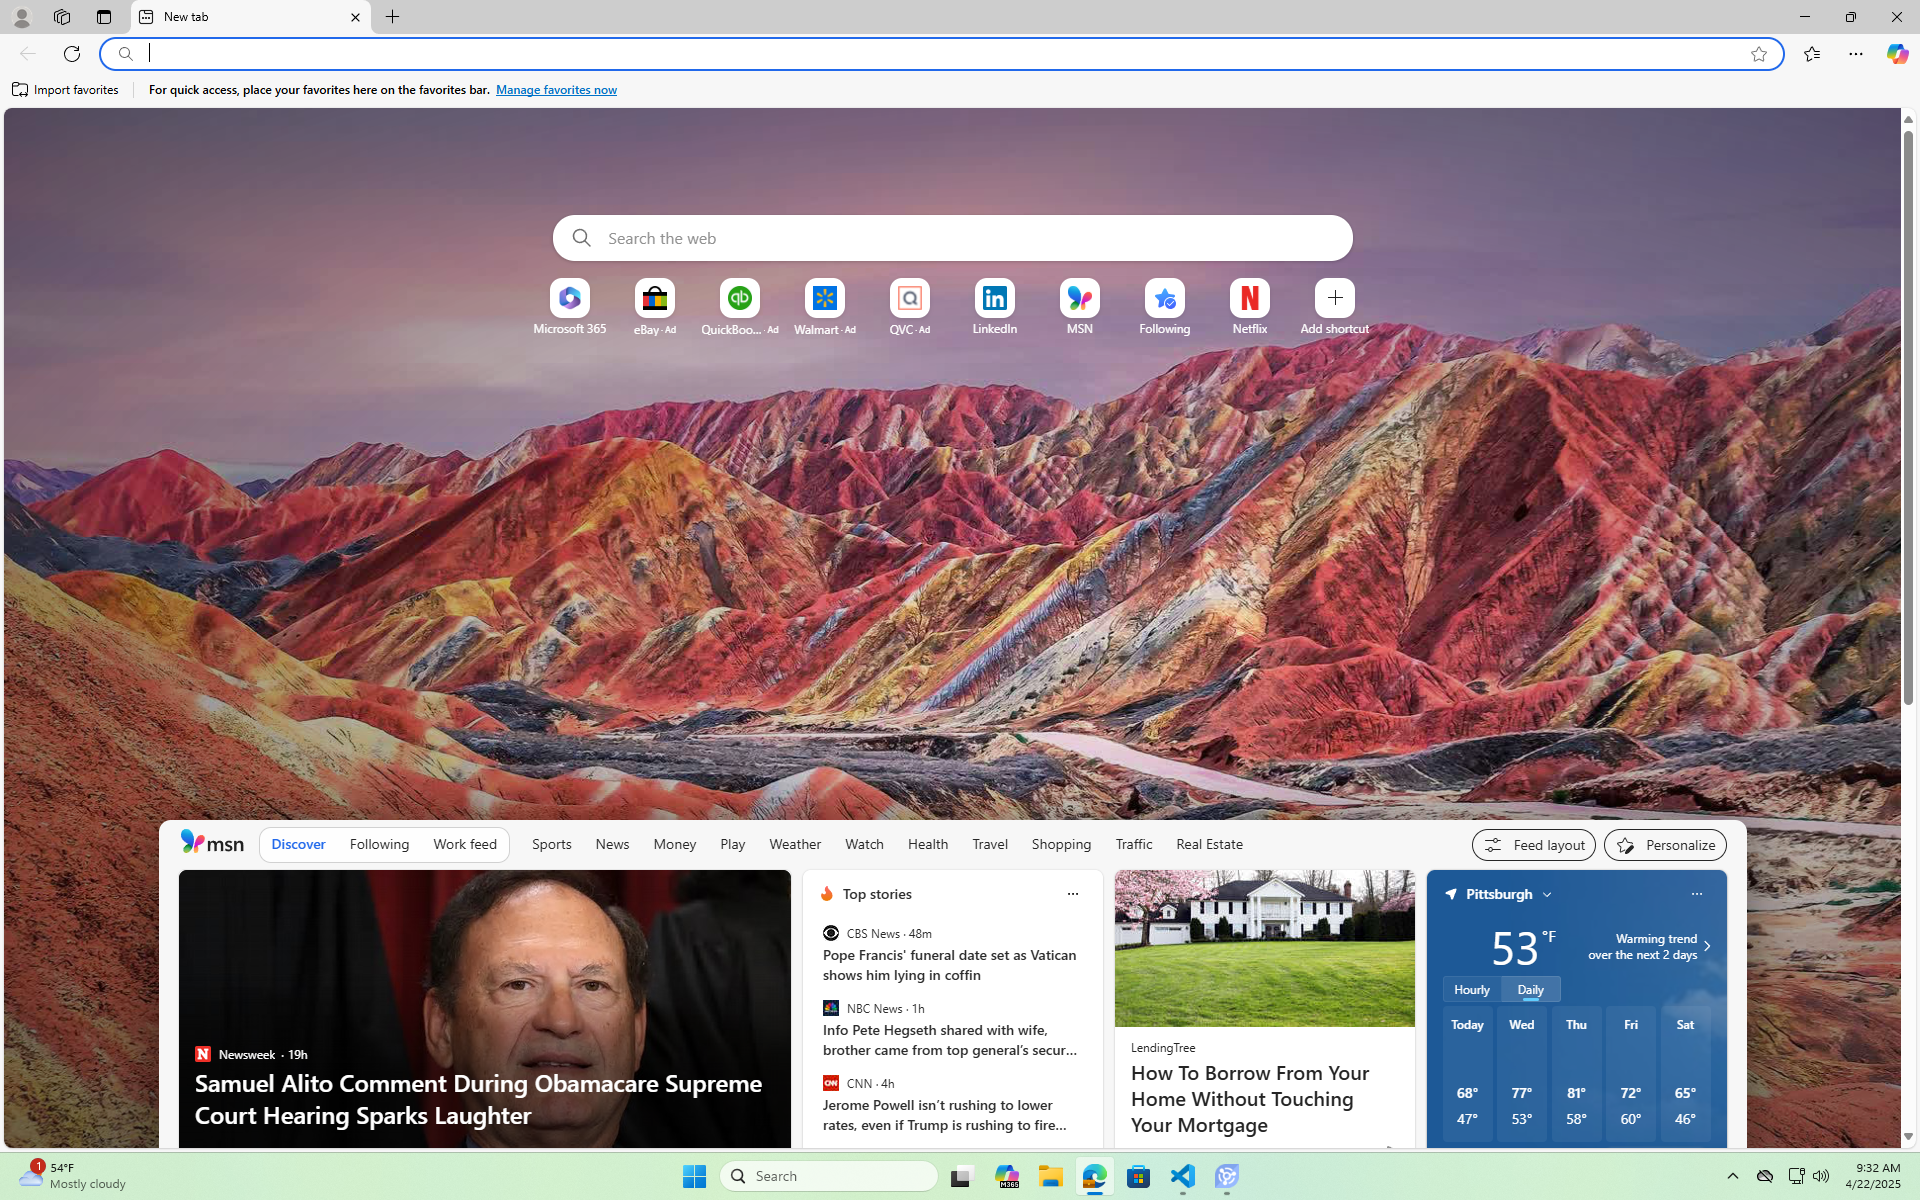 New tab
Import favorites
For quick access, place your favorites here on the favorites bar. Manage favorites now
Search the web
Microsoft 365
eBay · Ad
QuickBoo... · Ad
Walmart · Ad
QVC · Ad
LinkedIn
MSN
Following
Netflix
Add shortcut
msn
Discover
Following
Work feed
Sports
News
Money
Play
Weather
Watch
Health
Travel
Shopping
Traffic
Real Estate
Feed layout
Personalize
Newsweek · 19h
Samuel Alito Comment During Obamacare Supreme
Court Hearing Sparks Laughter
Top stories
CBS News · 48m
Pope Francis' funeral date set as Vatican
shows him lying in coffin
NBC News · 1h
Info Pete Hegseth shared with wife,
brother came from top general's secur...
CNN · 4h
Jerome Powell isn't rushing to lower
rates, even if Trump is rushing to fire...
LendingTree
How To Borrow From Your
Home Without Touching
Your Mortgage
Pittsburgh
53 °F
Warming trend
over the next 2 days
Hourly
Daily
Today Wed Thu Fri Sat
68° 77° 81° 72° 65°
47° 53° 58° 60° 46°
1
54°F
Mostly cloudy
Search
M365
9:32 AM
4/22/2025